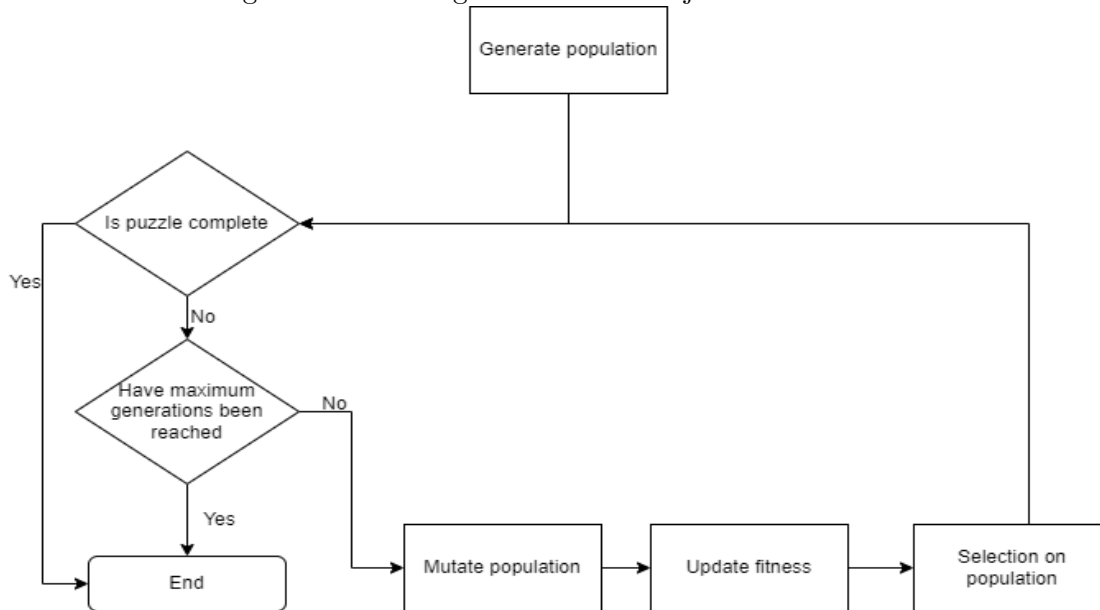 Generate population
Is puzzle complete
Yes
No
Have maximum
generations been
reached
No
Yes
End
Mutate population
Update fitness
Selection on
population